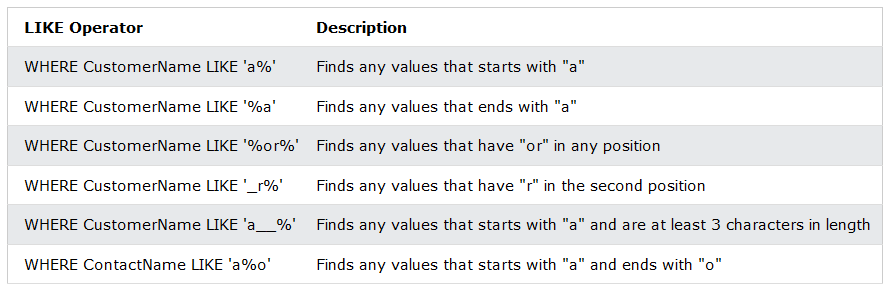 LIKE Operator Description
WHERE CustomerName LIKE 'a%' Finds any values that starts with "a"
WHERE CustomerName LIKE '%a' Finds any values that ends with "a"
WHERE CustomerName LIKE '%or%' Finds any values that have "or" in any position
WHERE CustomerName LIKE '_r%' Finds any values that have "r" in the second position
WHERE CustomerName LIKE 'a__%' Finds any values that starts with "a" and are at least 3 characters in length
WHERE ContactName LIKE 'a%o' Finds any values that starts with "a" and ends with "o"